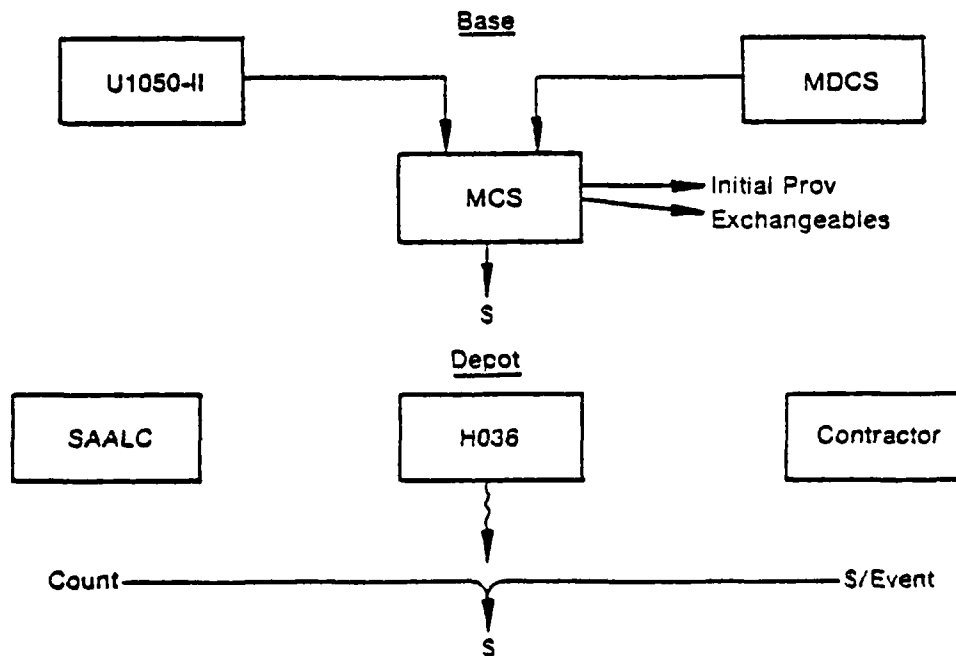 Base
U1050-II
MDCS
MCS
Initial Prov
Exchangeables
S
Depot
SAALC
H036
Contractor
Count
S/Event
S